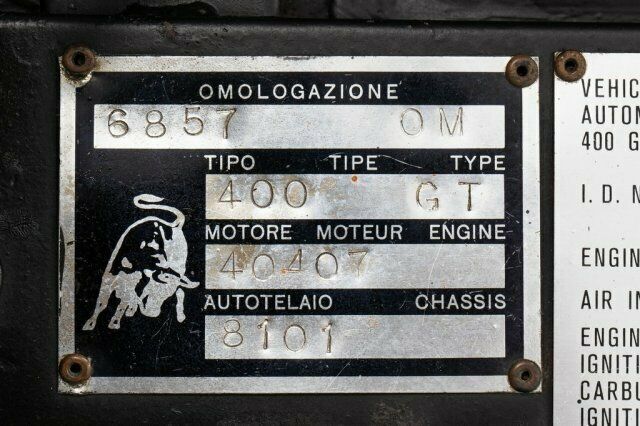 OMOLOGAZIONE
6857 OM
TIPO TIPE TYPE
400 GT
MOTORE MOTEUR ENGINE
40407
AUTOTELAIO CHASSIS
8101
VEHIC
AUTOM
400 G
I. D. N
ENGIN
AIR IN
ENGIN
IGNITI
CARBU
IGNITI